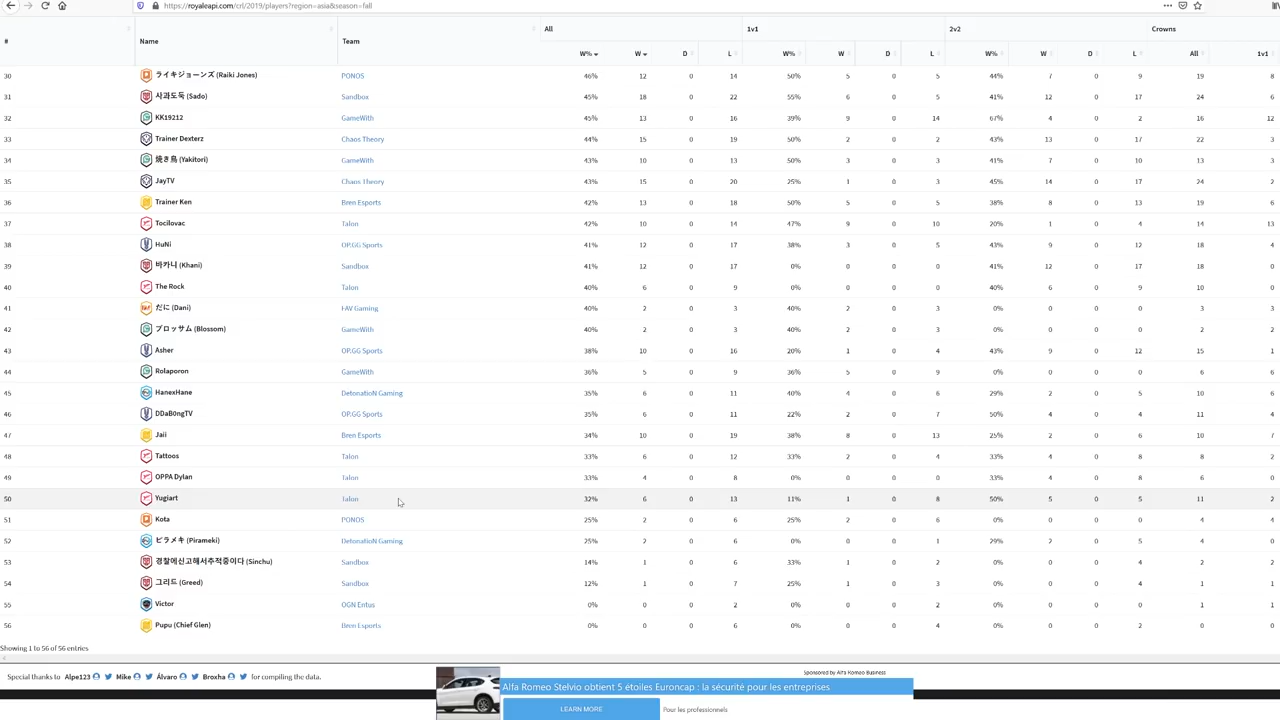 https://royaleapi.com/crl/2019/players?region=asia&season=fall
All 1v1 2v2 Crowns
# Name Team
W% W D L W% W D L W% W D L All 1v1
30 ライキジョーンズ (Raiki Jones) PONOS 46% 12 0 14 50% 5 0 5 44% 7 0 9 19 8
31 사과도둑 (Sado) Sandbox 45% 18 0 22 55% 6 0 5 41% 12 0 17 24 6
32 KK19212 GameWith 45% 13 0 16 39% 9 0 14 67% 4 0 2 16 12
33 Trainer Dexterz Chaos Theory 44% 15 0 19 50% 2 0 2 43% 13 0 17 22 3
34 焼き鳥 (Yakitori) GameWith 43% 10 0 13 50% 3 0 3 41% 7 0 10 13 3
35 JayTV Chaos Theory 43% 15 0 20 25% 1 0 3 45% 14 0 17 24 2
36 Trainer Ken Bren Esports 42% 13 0 18 50% 5 0 5 38% 8 0 13 19 6
37 Tocilovac Talon 42% 10 0 14 47% 9 0 10 20% 1 0 4 14 13
38 HuNi OP.GG Sports 41% 12 0 17 38% 3 0 5 43% 9 0 12 18 4
39 바카니 (Khani) Sandbox 41% 12 0 17 0% 0 0 0 41% 12 0 17 18 0
40 The Rock Talon 40% 6 0 9 0% 0 0 0 40% 6 0 9 10 0
41 だに (Dani) FAV Gaming 40% 2 0 3 40% 2 0 3 0% 0 0 0 3 3
42 ブロッサム (Blossom) GameWith 40% 2 0 3 40% 2 0 3 0% 0 0 0 2 2
43 Asher OP.GG Sports 38% 10 0 16 20% 1 0 4 43% 9 0 12 15 1
44 Rolaporon GameWith 36% 5 0 9 36% 5 0 9 0% 0 0 0 6 6
45 HanexHane DetonatioN Gaming 35% 6 0 11 40% 4 0 6 29% 2 0 5 10 6
46 DDaB0ngTV OP.GG Sports 35% 6 0 11 22% 2 0 7 50% 4 0 4 11 4
47 Jaii Bren Esports 34% 10 0 19 38% 8 0 13 25% 2 0 6 10 7
48 Tattoos Talon 33% 6 0 12 33% 2 0 4 33% 4 0 8 8 2
49 OPPA Dylan Talon 33% 4 0 8 0% 0 0 0 33% 4 0 8 6 0
50 Yugiart Talon 32% 6 0 13 11% 1 0 8 50% 5 0 5 11 2
51 Kota PONOS 25% 2 0 6 25% 2 0 6 0% 0 0 0 4 4
52 ピラメキ (Pirameki) DetonatioN Gaming 25% 2 0 6 0% 0 0 1 29% 2 0 5 4 0
53 경찰에신고해서추적중이다 (Sinchu) Sandbox 14% 1 0 6 33% 1 0 2 0% 0 0 4 2 2
54 그리드 (Greed) Sandbox 12% 1 0 7 25% 1 0 3 0% 0 0 4 1 1
55 Victor OGN Entus 0% 0 0 2 0% 0 0 2 0% 0 0 0 1 1
56 Pupu (Chief Glen) Bren Esports 0% 0 0 6 0% 0 0 4 0% 0 0 2 0 0
Showing 1 to 56 of 56 entries
Special thanks to Alpe123 Mike Álvaro Broxha for compiling the data.
Sponsored by Alfa Romeo Business
Alfa Romeo Stelvio obtient 5 étoiles Euroncap : la sécurité pour les entreprises
LEARN MORE Pour les professionnels